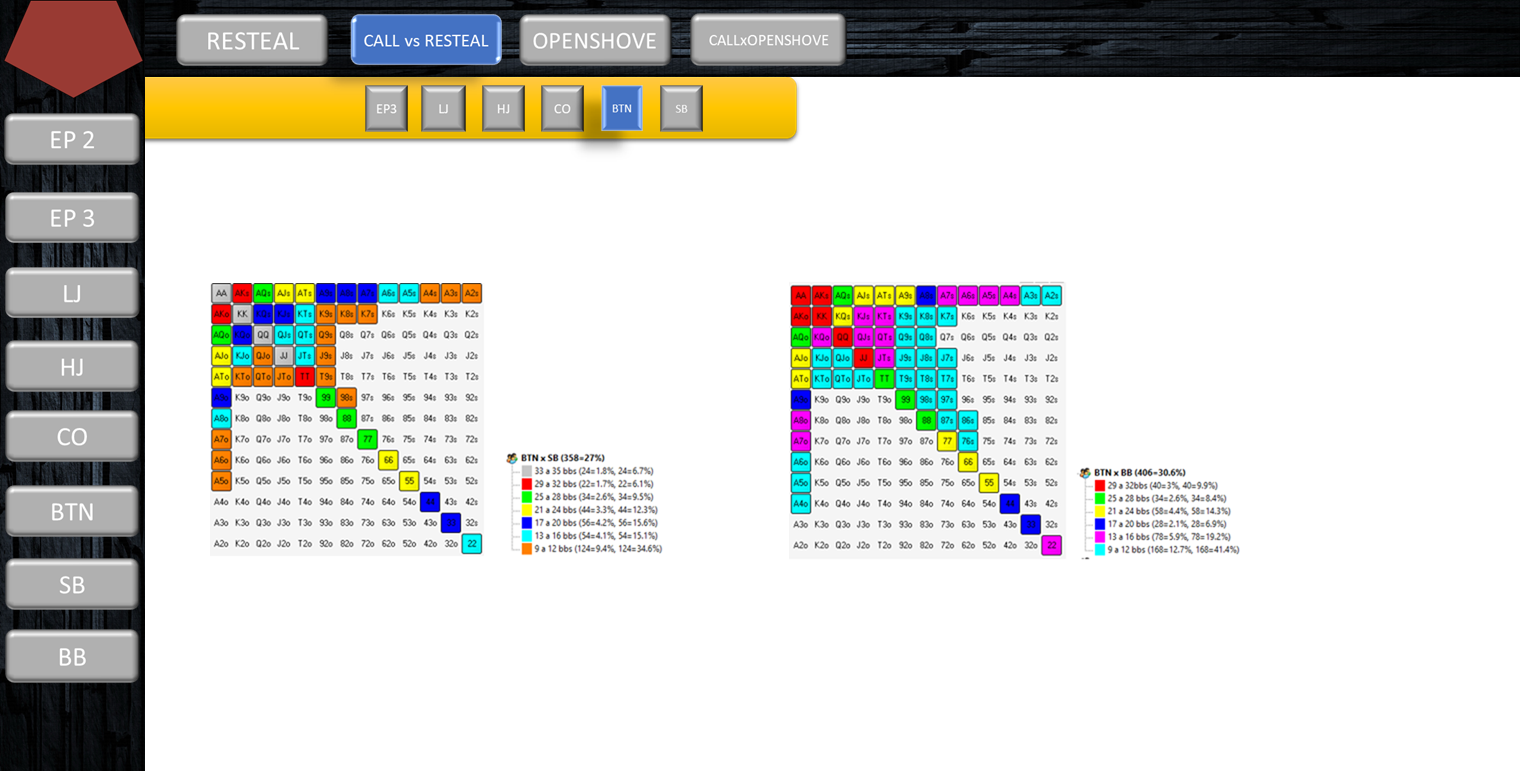 RESTEAL
CALL vs RESTEAL
OPENSHOVE
CALLxOPENSHOVE
EP3 LJ HJ CO BTN SB
EP 2
EP 3
LJ
HJ
CO
BTN
SB
BB
AA AKs AQs AJs ATs A9s A8s A7s A6s A5s A4s A3s A2s
AKo KK KQs KJs KTs K9s K8s K7s K6s K5s K4s K3s K2s
AQo KQo QQ QJs QTs Q9s Q8s Q7s Q6s Q5s Q4s Q3s Q2s
AJo KJo QJo JJ JTs J9s J8s J7s J6s J5s J4s J3s J2s
ATo KTo QTo JTo TT T9s T8s T7s T6s T5s T4s T3s T2s
A9o K9o Q9o J9o T9o 99 98s 97s 96s 95s 94s 93s 92s
A8o K8o Q8o J8o T8o 98o 88 87s 86s 85s 84s 83s 82s
A7o K7o Q7o J7o T7o 97o 87o 77 76s 75s 74s 73s 72s
A6o K6o Q6o J6o T6o 96o 86o 76o 66 65s 64s 63s 62s
A5o K5o Q5o J5o T5o 95o 85o 75o 65o 55 54s 53s 52s
A4o K4o Q4o J4o T4o 94o 84o 74o 64o 54o 44 43s 42s
A3o K3o Q3o J3o T3o 93o 83o 73o 63o 53o 43o 33 32s
A2o K2o Q2o J2o T2o 92o 82o 72o 62o 52o 42o 32o 22
BTN x SB (358=27%)
33 a 35 bbs (24=1.8%, 24=6.7%)
29 a 32 bbs (22=1.7%, 22=6.1%)
25 a 28 bbs (34=2.6%, 34=9.5%)
21 a 24 bbs (44=3.3%, 44=12.3%)
17 a 20 bbs (56=4.2%, 56=15.6%)
13 a 16 bbs (54=4.1%, 54=15.1%)
9 a 12 bbs (124=9.4%, 124=34.6%)
AA AKs AQs AJs ATs A9s A8s A7s A6s A5s A4s A3s A2s
AKo KK KQs KJs KTs K9s K8s K7s K6s K5s K4s K3s K2s
AQo KQo QQ QJs QTs Q9s Q8s Q7s Q6s Q5s Q4s Q3s Q2s
AJo KJo QJo JJ JTs J9s J8s J7s J6s J5s J4s J3s J2s
ATo KTo QTo JTo TT T9s T8s T7s T6s T5s T4s T3s T2s
A9o K9o Q9o J9o T9o 99 98s 97s 96s 95s 94s 93s 92s
A8o K8o Q8o J8o T8o 98o 88 87s 86s 85s 84s 83s 82s
A7o K7o Q7o J7o T7o 97o 87o 77 76s 75s 74s 73s 72s
A6o K6o Q6o J6o T6o 96o 86o 76o 66 65s 64s 63s 62s
A5o K5o Q5o J5o T5o 95o 85o 75o 65o 55 54s 53s 52s
A4o K4o Q4o J4o T4o 94o 84o 74o 64o 54o 44 43s 42s
A3o K3o Q3o J3o T3o 93o 83o 73o 63o 53o 43o 33 32s
A2o K2o Q2o J2o T2o 92o 82o 72o 62o 52o 42o 32o 22
BTN x BB (406=30.6%)
29 a 32bbs (40=3%, 40=9.9%)
25 a 28 bbs (34=2.6%, 34=8.4%)
21 a 24 bbs (58=4.4%, 58=14.3%)
17 a 20 bbs (28=2.1%, 28=6.9%)
13 a 16 bbs (78=5.9%, 78=19.2%)
9 a 12 bbs (168=12.7%, 168=41.4%)